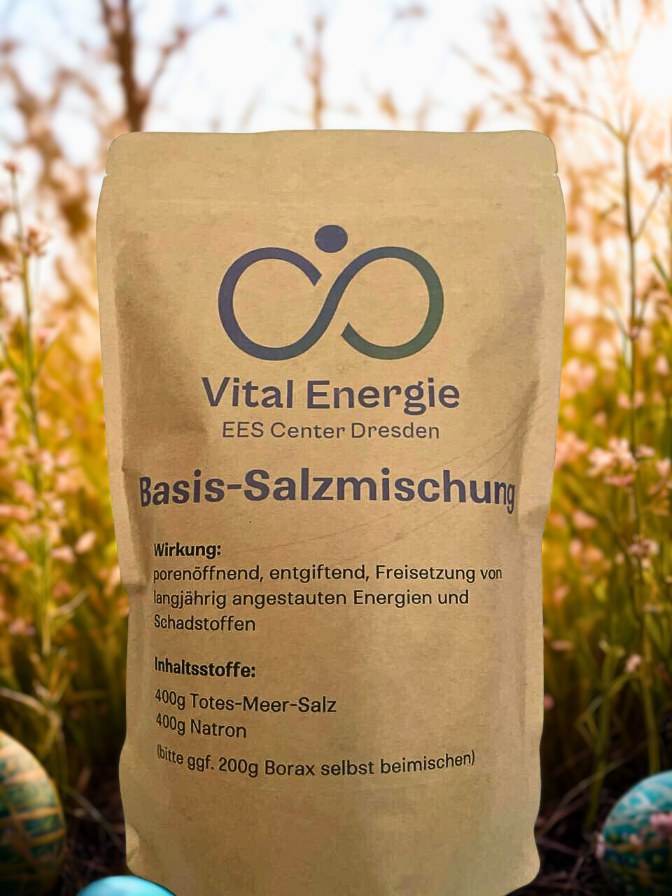 Vital Energie
EES Center Dresden
Basis-Salzmischung
Wirkung:
porenöffnend, entgiftend, Freisetzung von
langjährig angestauten Energien und
Schadstoffen
Inhaltsstoffe:
400g Totes-Meer-Salz
400g Natron
(bitte ggf. 200g Borax selbst beimischen)